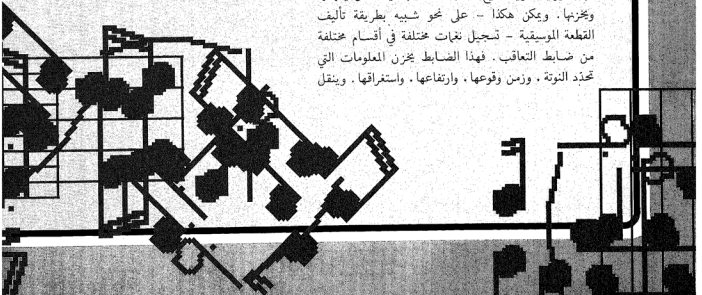 ويخزنها . ويمكن هكذا – على نحو شبيه بطريقة تأليف
القطعة الموسيقية – تسجيل نغمات مختلفة في أقسام مختلفة
من ضابط التعاقب . فهذا الضابط يخزن المعلومات التي
تحدّد النوتة ، وزمن وقوعها ، وارتفاعها ، واستغراقها . وينقل